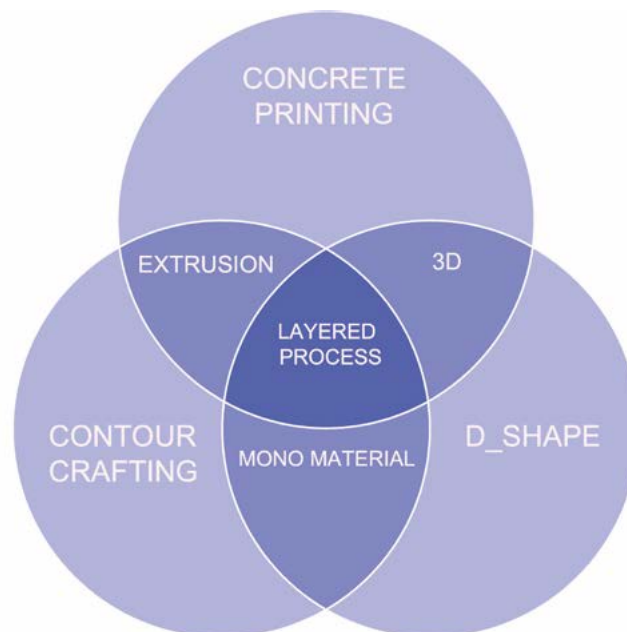 CONCRETE
PRINTING
EXTRUSION
3D
LAYERED
PROCESS
CONTOUR
CRAFTING
MONO MATERIAL
D_SHAPE